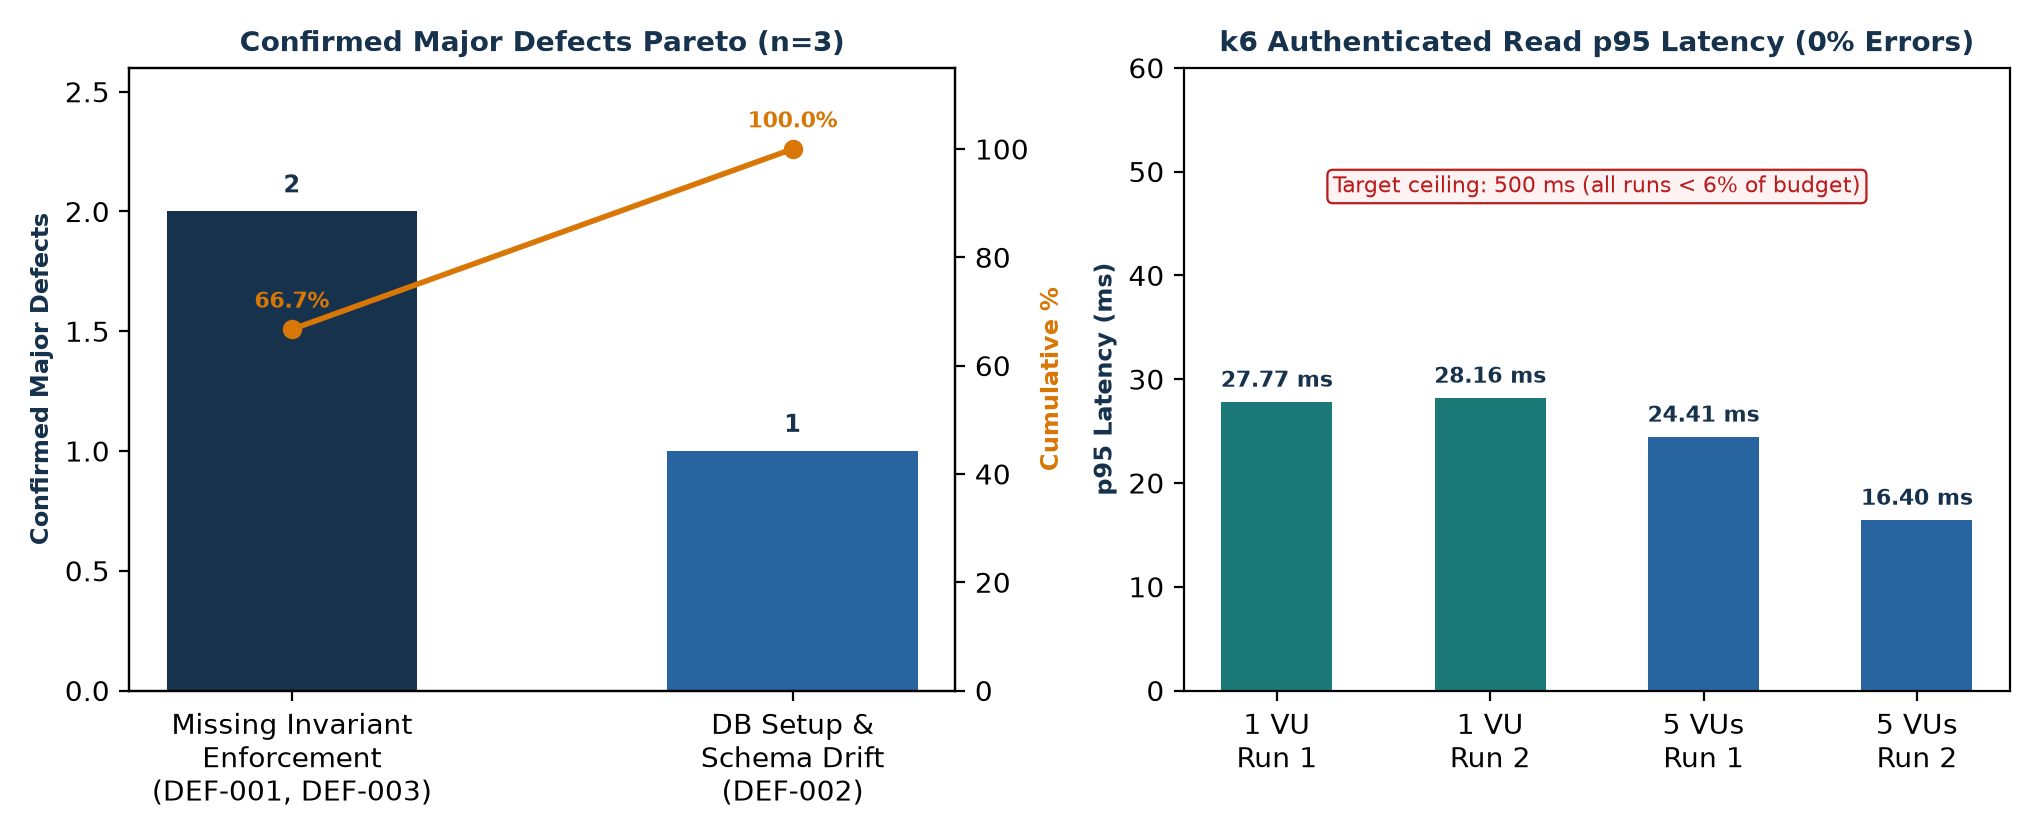 Confirmed Major Defects Pareto (n=3)
Confirmed Major Defects
2.5
2.0
1.5
1.0
0.5
0.0
2
66.7%
100.0%
1
100
80
60
40
20
0
Cumulative %
Missing Invariant
Enforcement
(DEF-001, DEF-003)
DB Setup &
Schema Drift
(DEF-002)
k6 Authenticated Read p95 Latency (0% Errors)
p95 Latency (ms)
60
50
40
30
20
10
0
Target ceiling: 500 ms (all runs < 6% of budget)
27.77 ms
28.16 ms
24.41 ms
16.40 ms
1 VU
Run 1
1 VU
Run 2
5 VUs
Run 1
5 VUs
Run 2